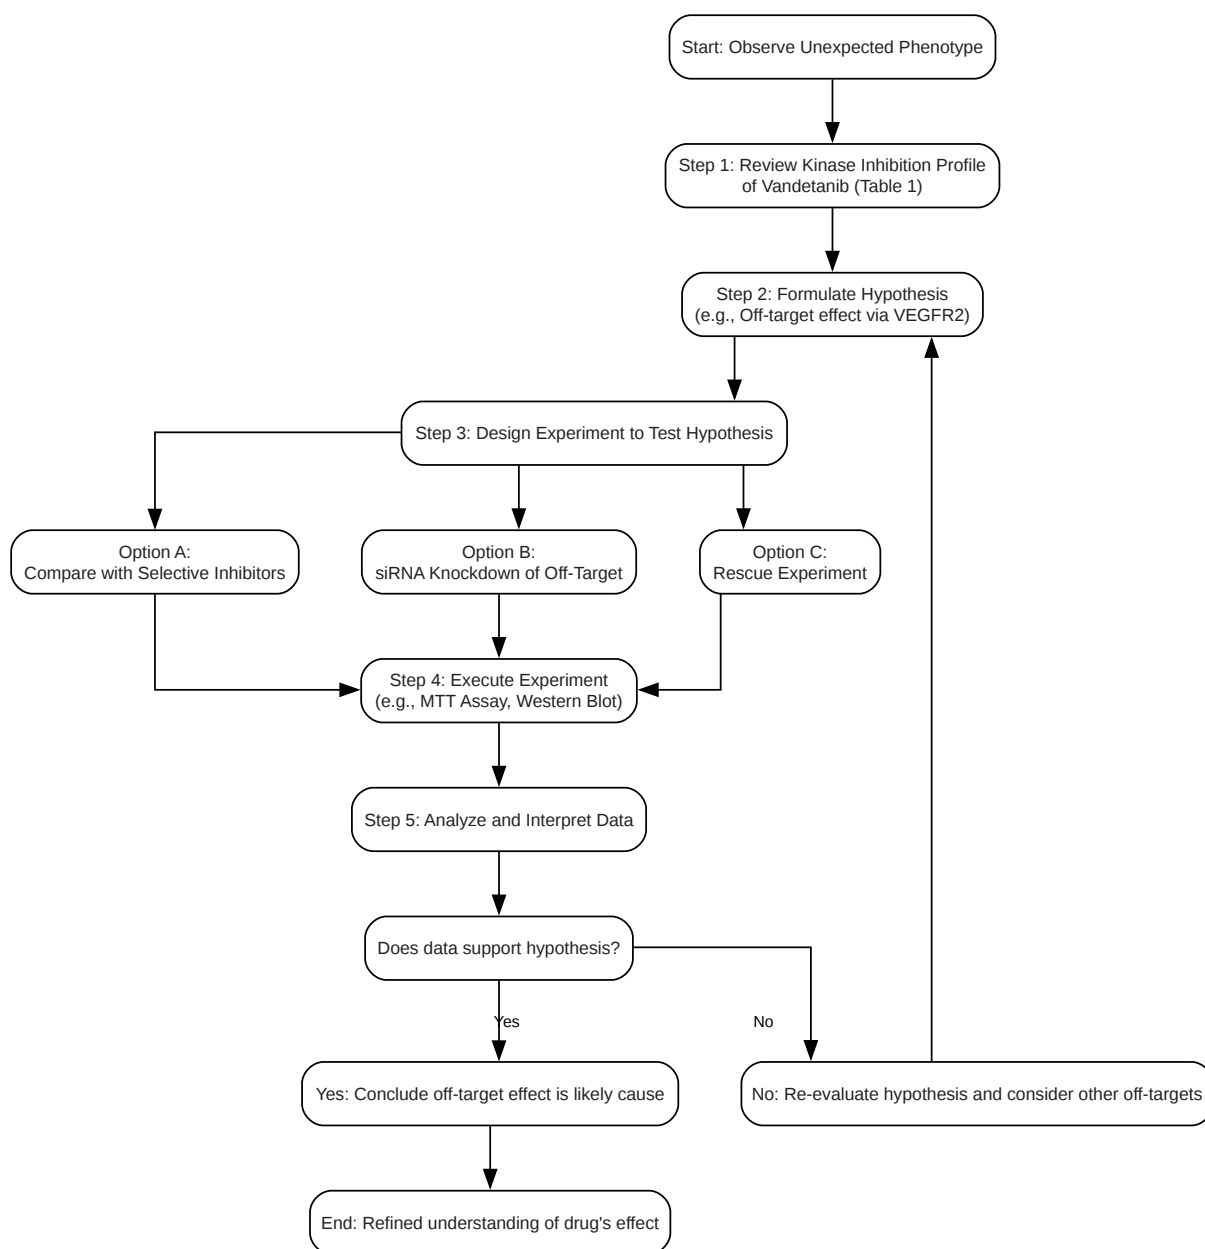 Start: Observe Unexpected Phenotype
Step 1: Review Kinase Inhibition Profile
of Vandetanib (Table 1)
Step 2: Formulate Hypothesis
(e.g., Off-target effect via VEGFR2)
Step 3: Design Experiment to Test Hypothesis
Option A:
Compare with Selective Inhibitors
Option B:
siRNA Knockdown of Off-Target
Option C:
Rescue Experiment
Step 4: Execute Experiment
(e.g., MTT Assay, Western Blot)
Step 5: Analyze and Interpret Data
Does data support hypothesis?
Yes
No
Yes: Conclude off-target effect is likely cause
No: Re-evaluate hypothesis and consider other off-targets
End: Refined understanding of drug's effect